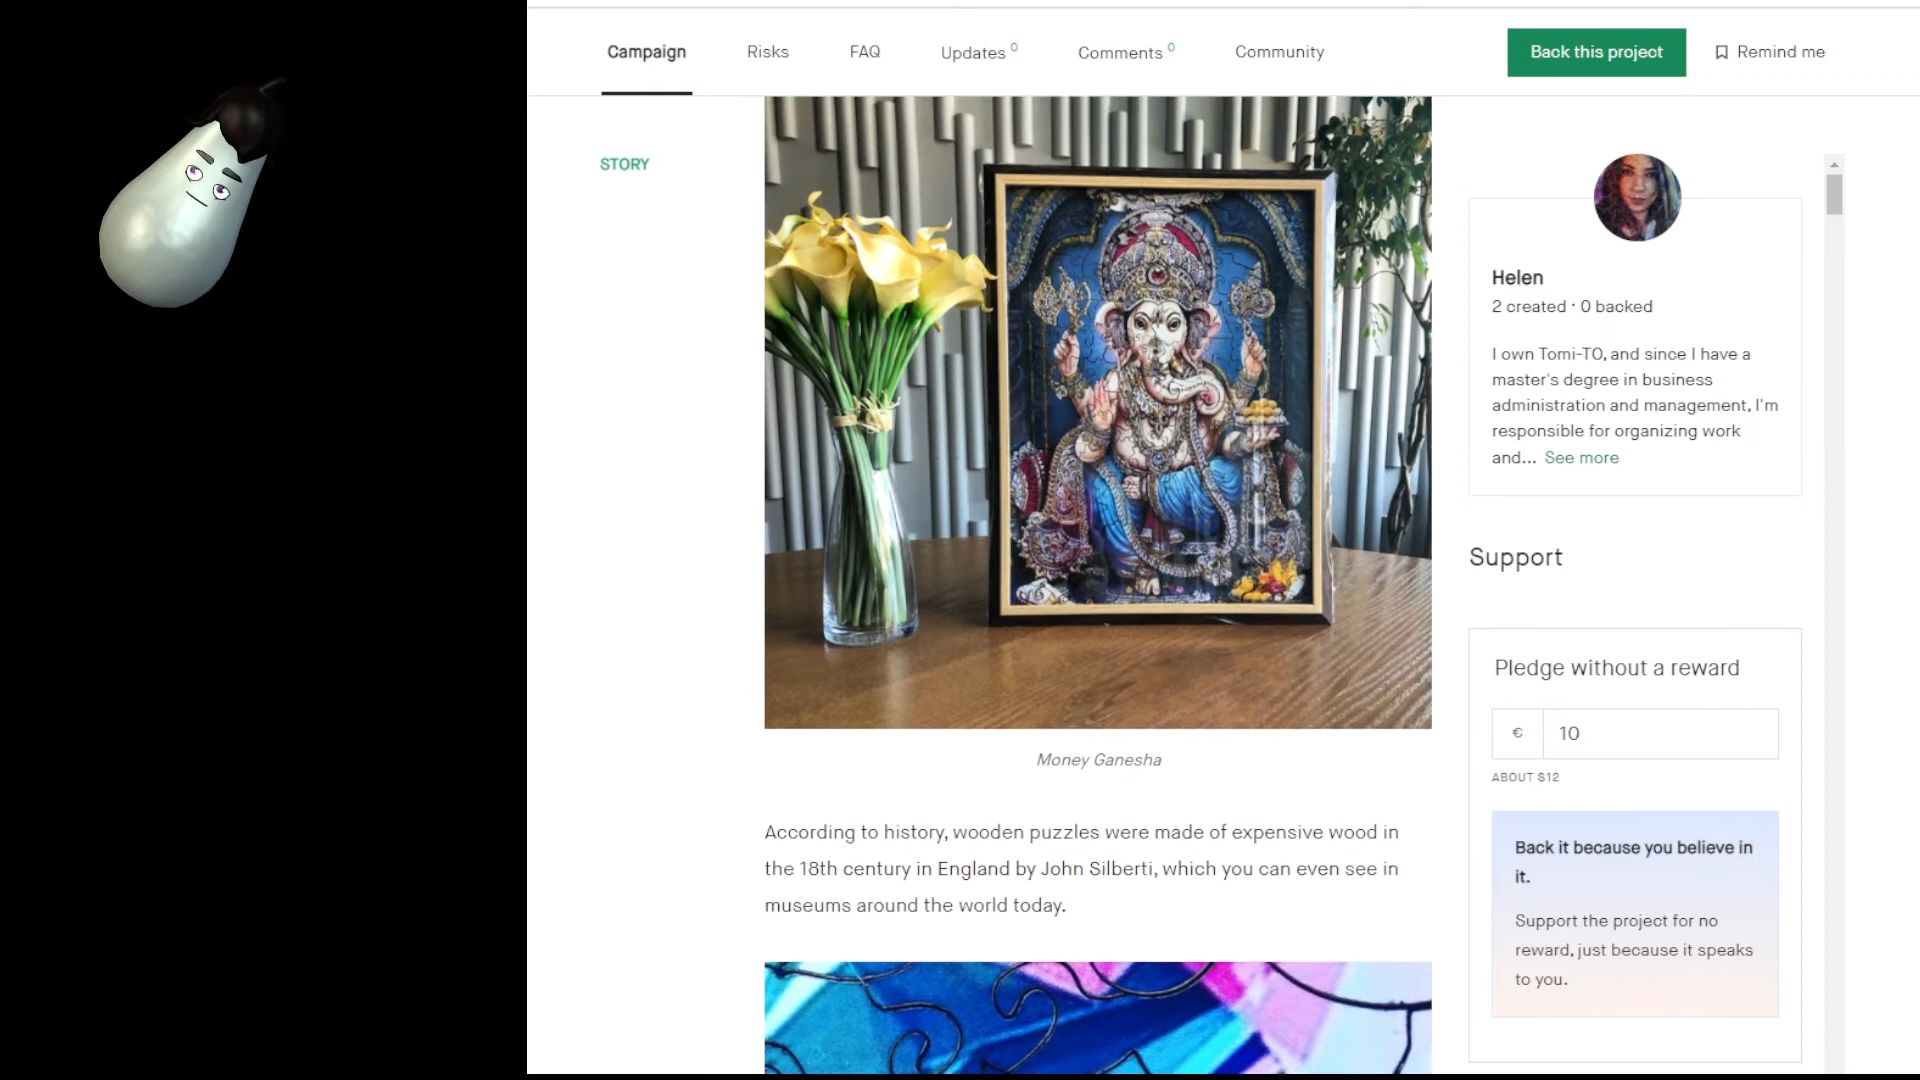 Campaign
Risks
FAQ
Updates 0
Comments 0
Community
Back this project
Remind me
STORY
Money Ganesha
According to history, wooden puzzles were made of expensive wood in
the 18th century in England by John Silberti, which you can even see in
museums around the world today.
Helen
2 created · 0 backed
I own Tomi-TO, and since I have a
master's degree in business
administration and management, I'm
responsible for organizing work
and... See more
Support
Pledge without a reward
€ 10
ABOUT $12
Back it because you believe in
it.
Support the project for no
reward, just because it speaks
to you.